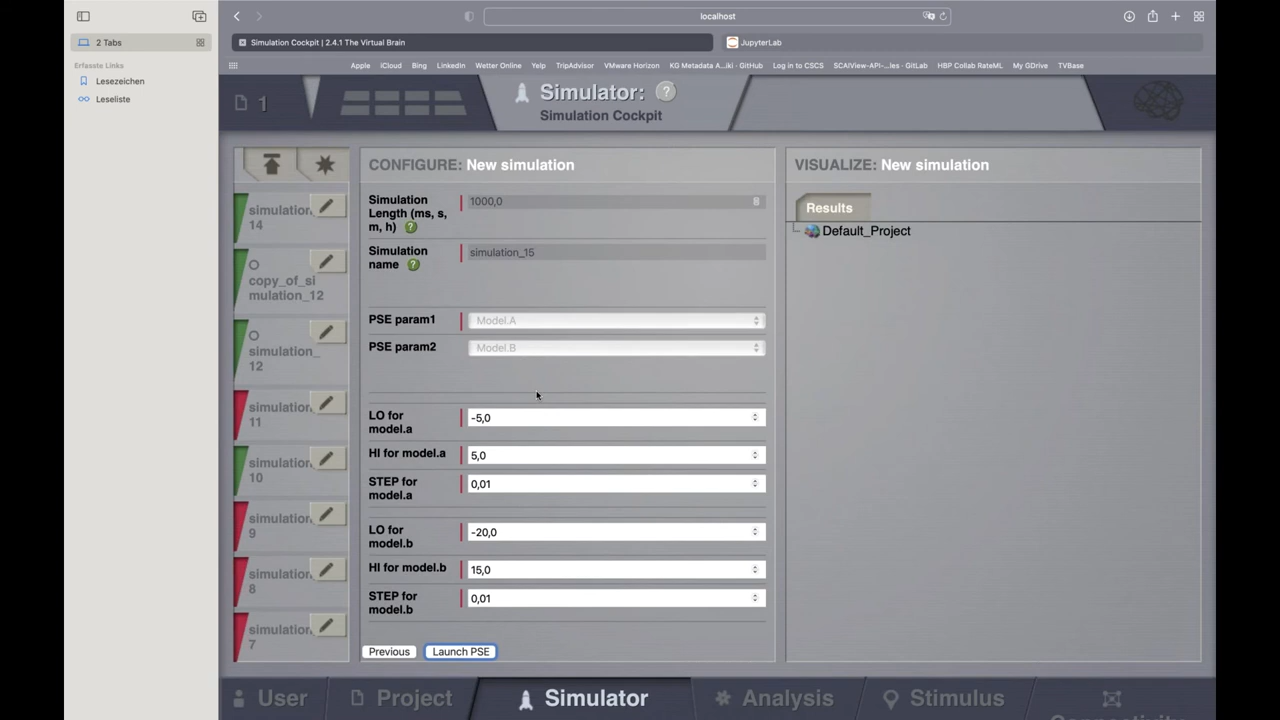 localhost
2 Tabs
Simulation Cockpit | 2.4.1 The Virtual Brain
JupyterLab
Erfasste Links
Apple iCloud Bing LinkedIn Wetter Online Yelp TripAdvisor VMware Horizon KG Metadata A...iki · GitHub Log in to CSCS SCAIView-API-...les · GitLab HBP Collab RateML My GDrive TVBase
Lesezeichen
Leseliste
1
Simulator: ?
Simulation Cockpit
CONFIGURE: New simulation
VISUALIZE: New simulation
simulation_
14
copy_of_si
mulation_12
simulation_
12
simulation_
11
simulation_
10
simulation_
9
simulation_
8
simulation_
7
Simulation
Length (ms, s,
m, h) ?
1000,0
Simulation
name ?
simulation_15
PSE param1 Model.A
PSE param2 Model.B
LO for
model.a
-5,0
HI for model.a 5,0
STEP for
model.a
0,01
LO for
model.b
-20,0
HI for model.b 15,0
STEP for
model.b
0,01
Previous Launch PSE
Results
Default_Project
User Project Simulator Analysis Stimulus